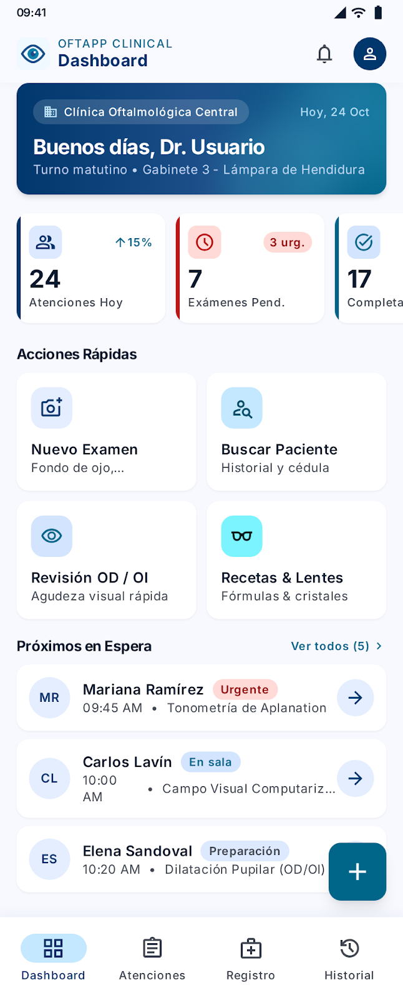 09:41
OFTAPP CLINICAL
Dashboard
Clínica Oftalmológica Central
Hoy, 24 Oct
Buenos días, Dr. Usuario
Turno matutino • Gabinete 3 - Lámpara de Hendidura
↑15%
3 urg.
24
7
17
Atenciones Hoy
Exámenes Pend.
Completa
Acciones Rápidas
Nuevo Examen
Fondo de ojo,...
Buscar Paciente
Historial y cédula
Revisión OD / OI
Agudeza visual rápida
Recetas & Lentes
Fórmulas & cristales
Próximos en Espera
Ver todos (5)
MR
Mariana Ramírez
Urgente
09:45 AM • Tonometría de Aplanation
CL
Carlos Lavín
En sala
10:00
AM
• Campo Visual Computariz...
ES
Elena Sandoval
Preparación
10:20 AM • Dilatación Pupilar (OD/OI)
Dashboard
Atenciones
Registro
Historial